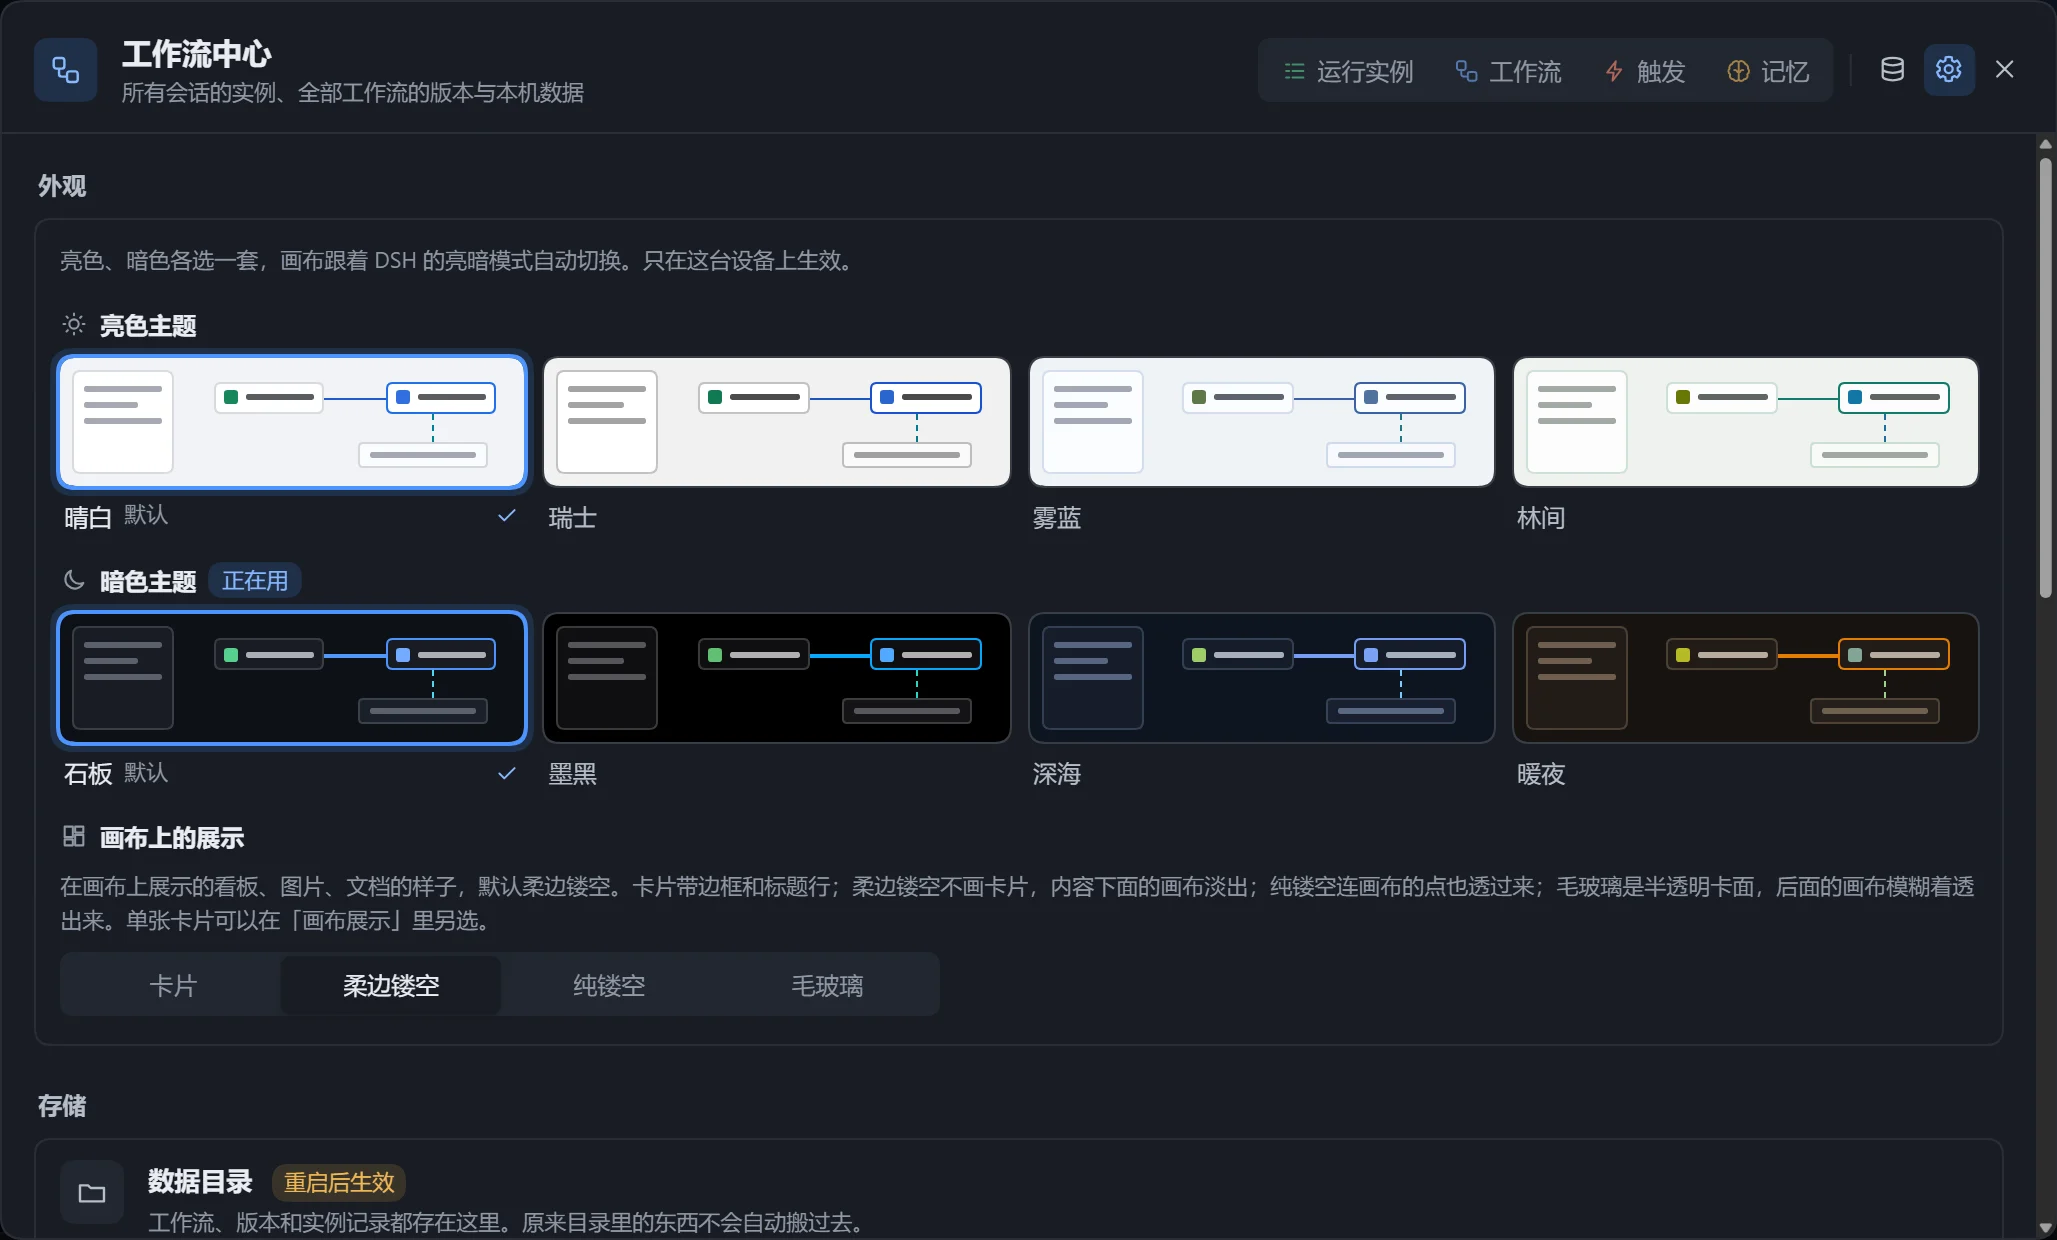 工作流中心
所有会话的实例、全部工作流的版本与本机数据
运行实例
工作流
触发
记忆
外观
亮色、暗色各选一套，画布跟着 DSH 的亮暗模式自动切换。只在这台设备上生效。
亮色主题
晴白 默认
瑞士
雾蓝
林间
暗色主题 正在用
石板 默认
墨黑
深海
暖夜
画布上的展示
在画布上展示的看板、图片、文档的样子，默认柔边镂空。卡片带边框和标题行；柔边镂空不画卡片，内容下面的画布淡出；纯镂空连画布的点也透过来；毛玻璃是半透明卡面，后面的画布模糊着透
出来。单张卡片可以在「画布展示」里另选。
卡片
柔边镂空
纯镂空
毛玻璃
存储
数据目录 重启后生效
工作流、版本和实例记录都存在这里。原来目录里的东西不会自动搬过去。